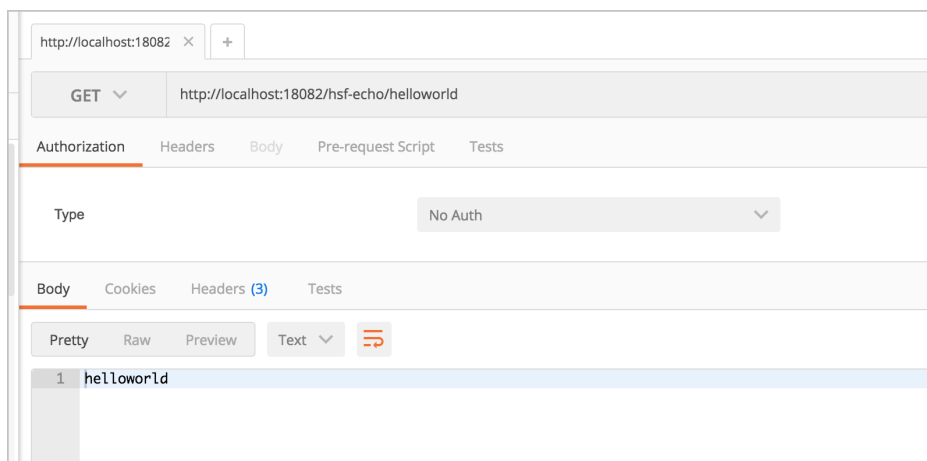 http://localhost:18082
GET http://localhost:18082/hsf-echo/helloworld
Authorization Headers Body Pre-request Script Tests
Type No Auth
Body Cookies Headers (3) Tests
Pretty Raw Preview Text
1 helloworld